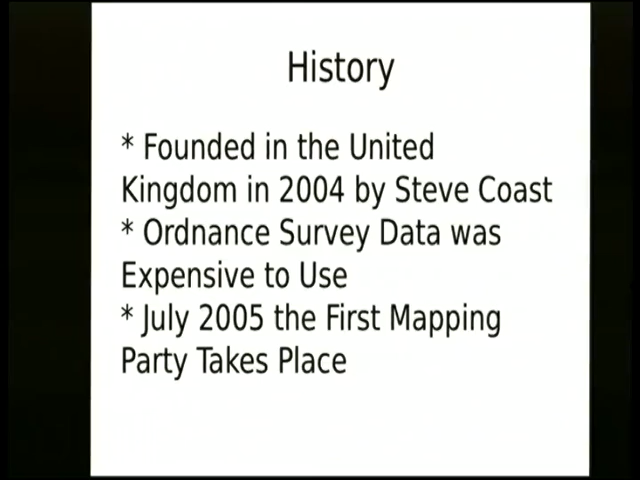 History
* Founded in the United
Kingdom in 2004 by Steve Coast
* Ordnance Survey Data was
Expensive to Use
* July 2005 the First Mapping
Party Takes Place